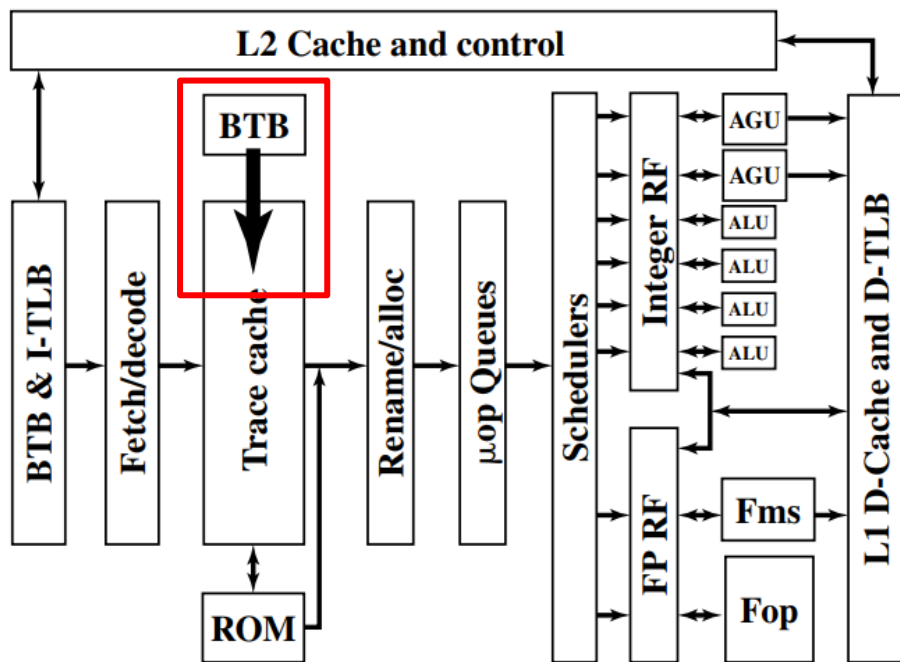 L2 Cache and control
BTB
BTB & I-TLB
Fetch/decode
Trace cache
Rename/alloc
μop Queues
Schedulers
Integer RF
FP RF
AGU
AGU
ALU
ALU
ALU
ALU
Fms
Fop
L1 D-Cache and D-TLB
ROM